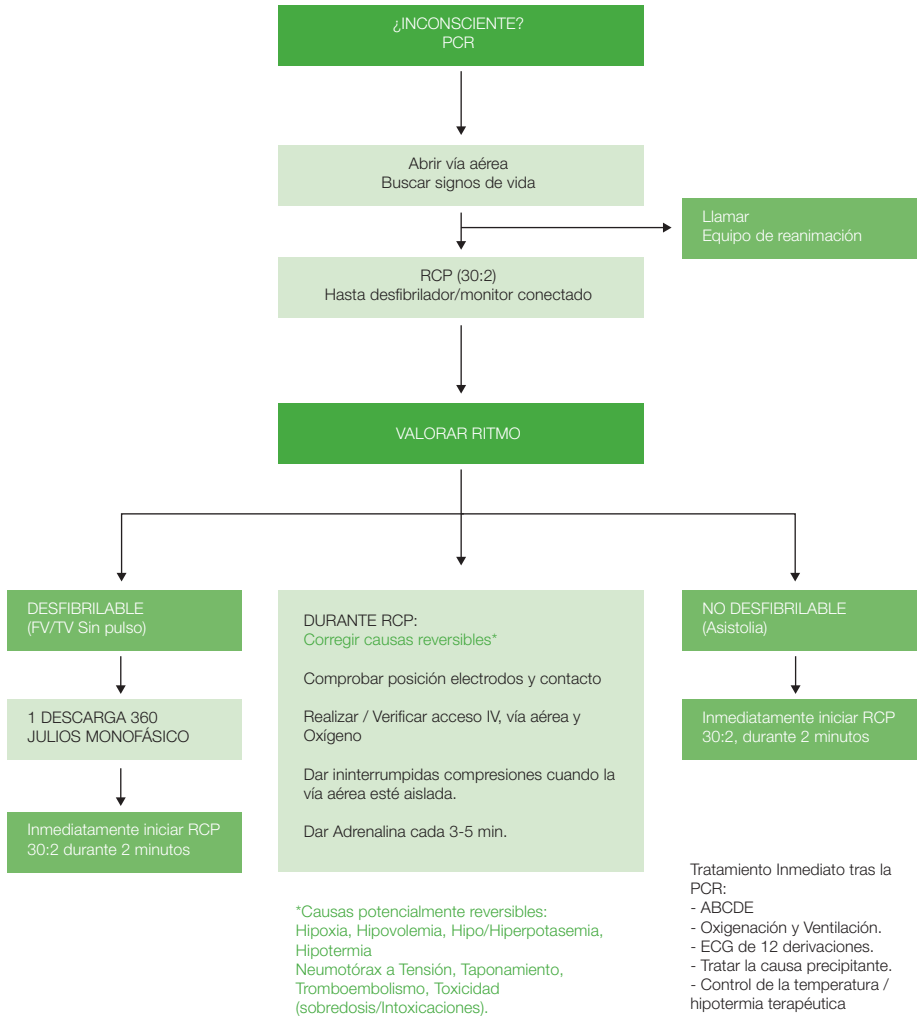 ¿INCONSCIENTE?
PCR
Abrir vía aérea
Buscar signos de vida
Llamar
Equipo de reanimación
RCP (30:2)
Hasta desfibrilador/monitor conectado
VALORAR RITMO
DESFIBRILABLE
(FV/TV Sin pulso)
1 DESCARGA 360
JULIOS MONOFÁSICO
Inmediatamente iniciar RCP
30:2 durante 2 minutos
DURANTE RCP:
Corregir causas reversibles*
Comprobar posición electrodos y contacto
Realizar / Verificar acceso IV, vía aérea y
Oxígeno
Dar ininterrumpidas compresiones cuando la
vía aérea esté aislada.
Dar Adrenalina cada 3-5 min.
*Causas potencialmente reversibles:
Hipoxia, Hipovolemia, Hipo/Hiperpotasemia,
Hipotermia
Neumotórax a Tensión, Taponamiento,
Tromboembolismo, Toxicidad
(sobredosis/Intoxicaciones).
NO DESFIBRILABLE
(Asistolia)
Inmediatamente iniciar RCP
30:2, durante 2 minutos
Tratamiento Inmediato tras la
PCR:
- ABCDE
- Oxigenación y Ventilación.
- ECG de 12 derivaciones.
- Tratar la causa precipitante.
- Control de la temperatura /
hipotermia terapéutica